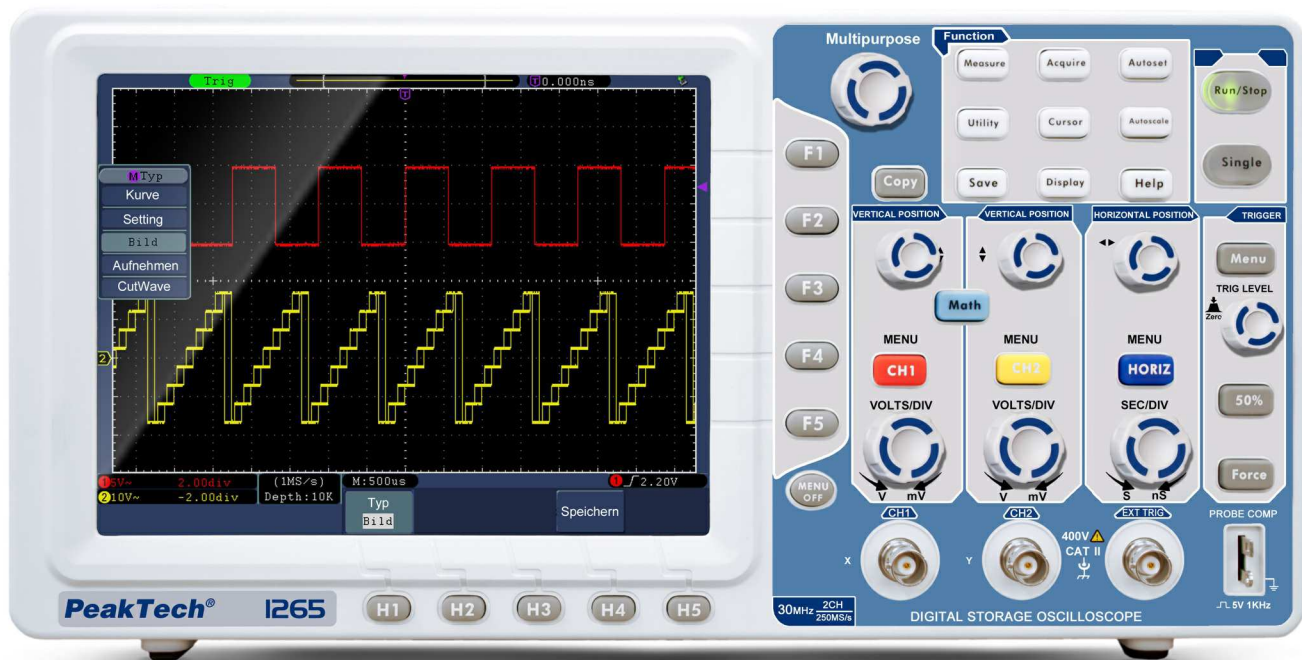 Multipurpose
Function
Measure
Acquire
Autoset
Run/Stop
Utility
Cursor
Autoscale
Single
Copy
Save
Display
Help
Trig
T 0.000ns
T
M Typ
Kurve
Setting
Bild
Aufnehmen
CutWave
2
1 5V~ 2.00div
2 10V~ -2.00div
(1MS/s)
Depth:10K
M:500us
1 2.20V
Typ
Bild
Speichern
F1
F2
F3
F4
F5
MENU
OFF
VERTICAL POSITION
VERTICAL POSITION
HORIZONTAL POSITION
TRIGGER
Math
Menu
TRIG LEVEL
Zero
MENU
MENU
MENU
CH1
CH2
HORIZ
50%
VOLTS/DIV
VOLTS/DIV
SEC/DIV
Force
V mV
V mV
S nS
CH1
CH2
EXT TRIG
PROBE COMP
X
Y
400V
CAT II
5V 1KHz
30MHz 2CH
250MS/s
DIGITAL STORAGE OSCILLOSCOPE
PeakTech® 1265
H1
H2
H3
H4
H5